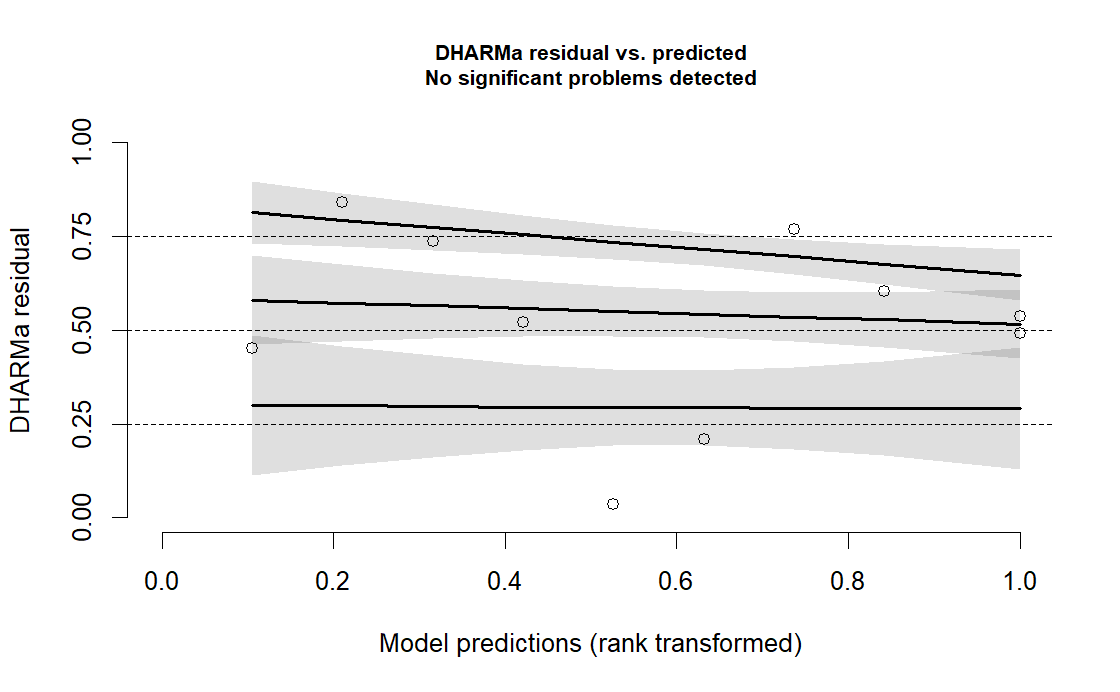 DHARMa residual vs. predicted
No significant problems detected
DHARMa residual
1.00
0.75
0.50
0.25
0.00
0.0 0.2 0.4 0.6 0.8 1.0
Model predictions (rank transformed)